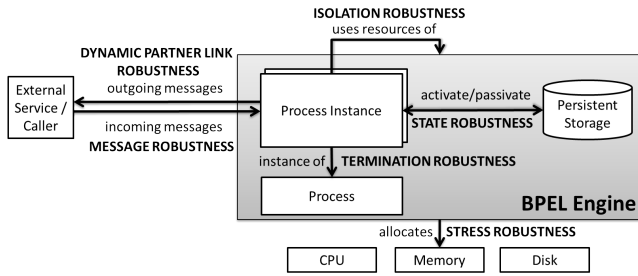 ISOLATION ROBUSTNESS
uses resources of
DYNAMIC PARTNER LINK
ROBUSTNESS
outgoing messages
External
Service /
Caller
incoming messages
MESSAGE ROBUSTNESS
Process Instance
activate/passivate
STATE ROBUSTNESS
Persistent
Storage
instance of TERMINATION ROBUSTNESS
Process
BPEL Engine
allocates STRESS ROBUSTNESS
CPU
Memory
Disk